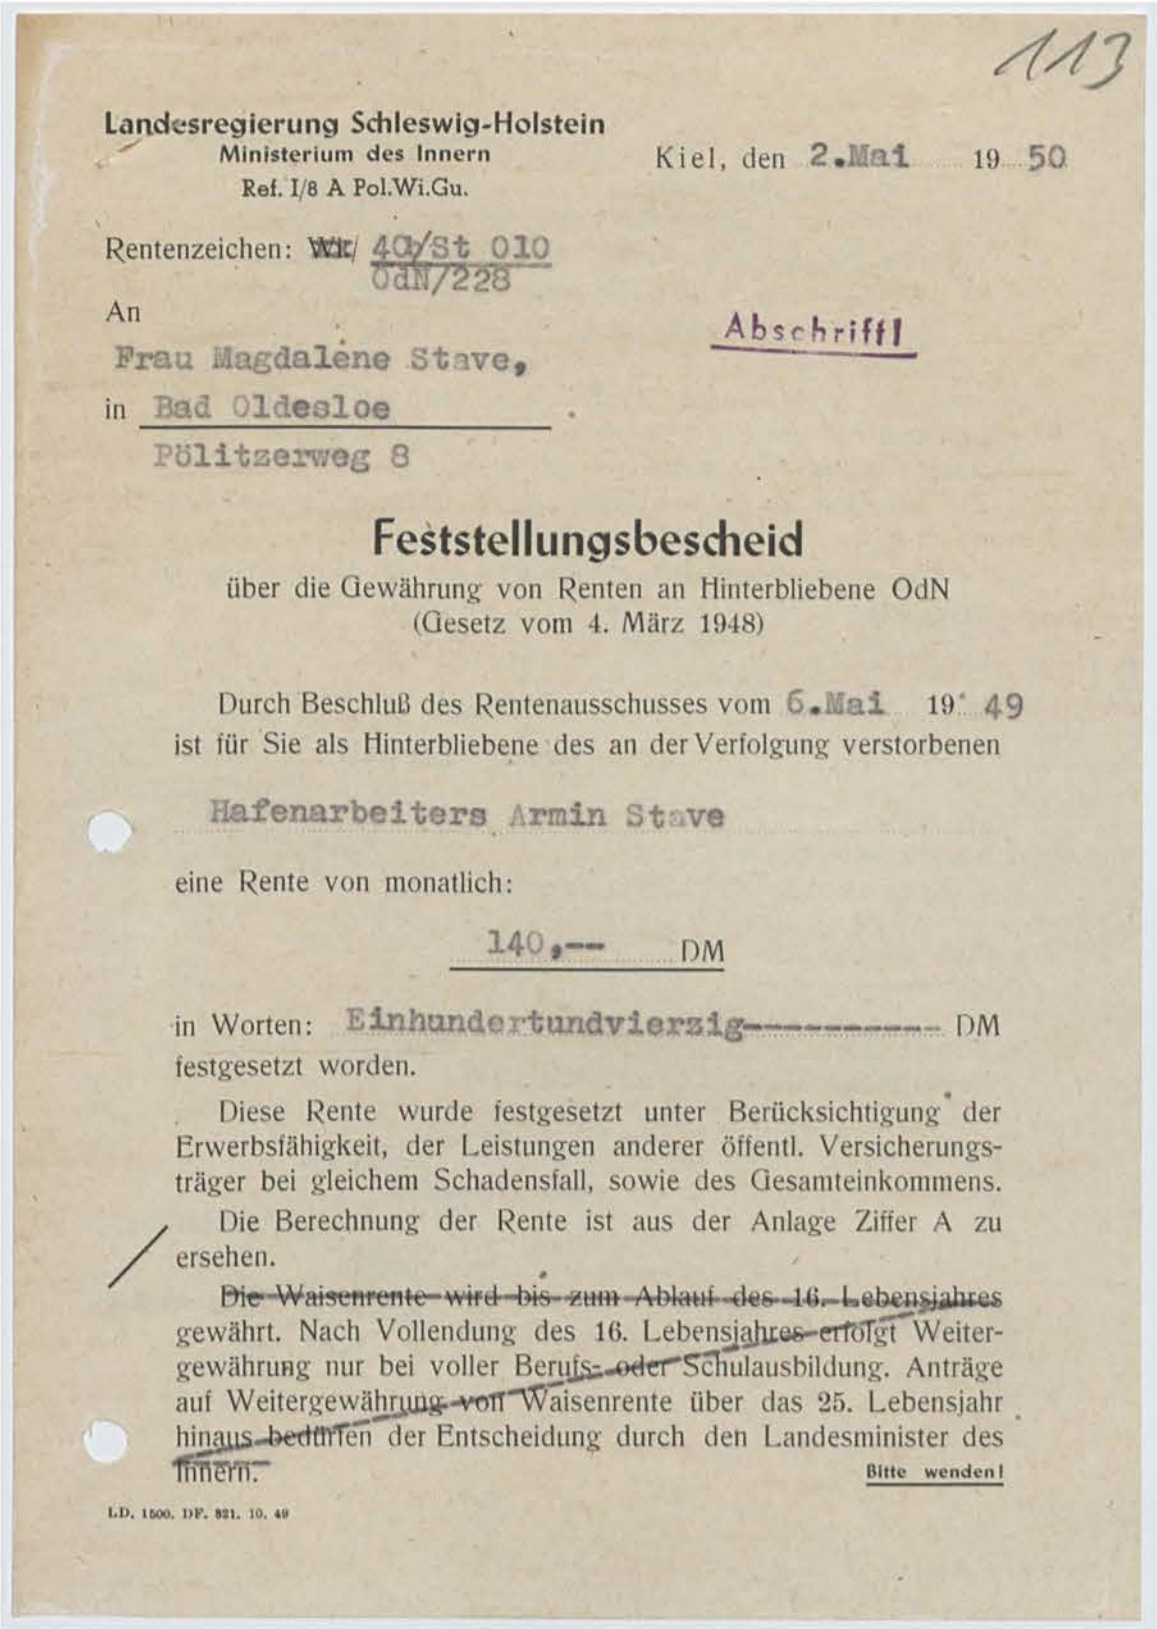 113
Landesregierung Schleswig-Holstein
Ministerium des Innern
Ref. I/8 A Pol.Wi.Gu.
Kiel, den 2.Mai 19 50
Rentenzeichen: Wk/ 4a/St 010
OdN/228
An
Abschrift!
Frau Magdalene Stave,
in Bad Oldesloe
Pölitzerweg 8
Feststellungsbescheid
über die Gewährung von Renten an Hinterbliebene OdN
(Gesetz vom 4. März 1948)
Durch Beschluß des Rentenausschusses vom 6.Mai 19 49
ist für Sie als Hinterbliebene des an der Verfolgung verstorbenen
Hafenarbeiters Armin Stave
eine Rente von monatlich:
140,-- DM
in Worten: Einhundertundvierzig----------- DM
festgesetzt worden.
Diese Rente wurde festgesetzt unter Berücksichtigung der
Erwerbsfähigkeit, der Leistungen anderer öffentl. Versicherungs-
träger bei gleichem Schadensfall, sowie des Gesamteinkommens.
Die Berechnung der Rente ist aus der Anlage Ziffer A zu
ersehen.
Die Waisenrente wird bis zum Ablauf des 16. Lebensjahres
gewährt. Nach Vollendung des 16. Lebensjahres erfolgt Weiter-
gewährung nur bei voller Berufs- oder Schulausbildung. Anträge
auf Weitergewährung von Waisenrente über das 25. Lebensjahr
hinaus bedürfen der Entscheidung durch den Landesminister des
Innern.
Bitte wenden!
LD. 1500. DF. 821. 10. 49